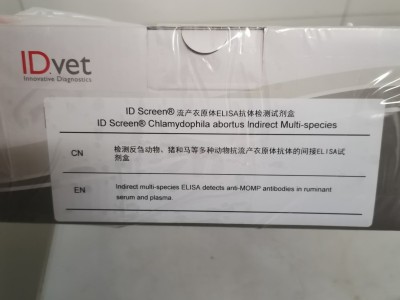 ID.vet
Innovative Diagnostics
ID Screen® 流产衣原体ELISA抗体检测试剂盒
ID Screen® Chlamydophila abortus Indirect Multi-species
CN
检测反刍动物、猪和马等多种动物抗流产衣原体抗体的间接ELISA试
剂盒
EN
Indirect multi-species ELISA detects anti-MOMP antibodies in ruminant
serum and plasma.